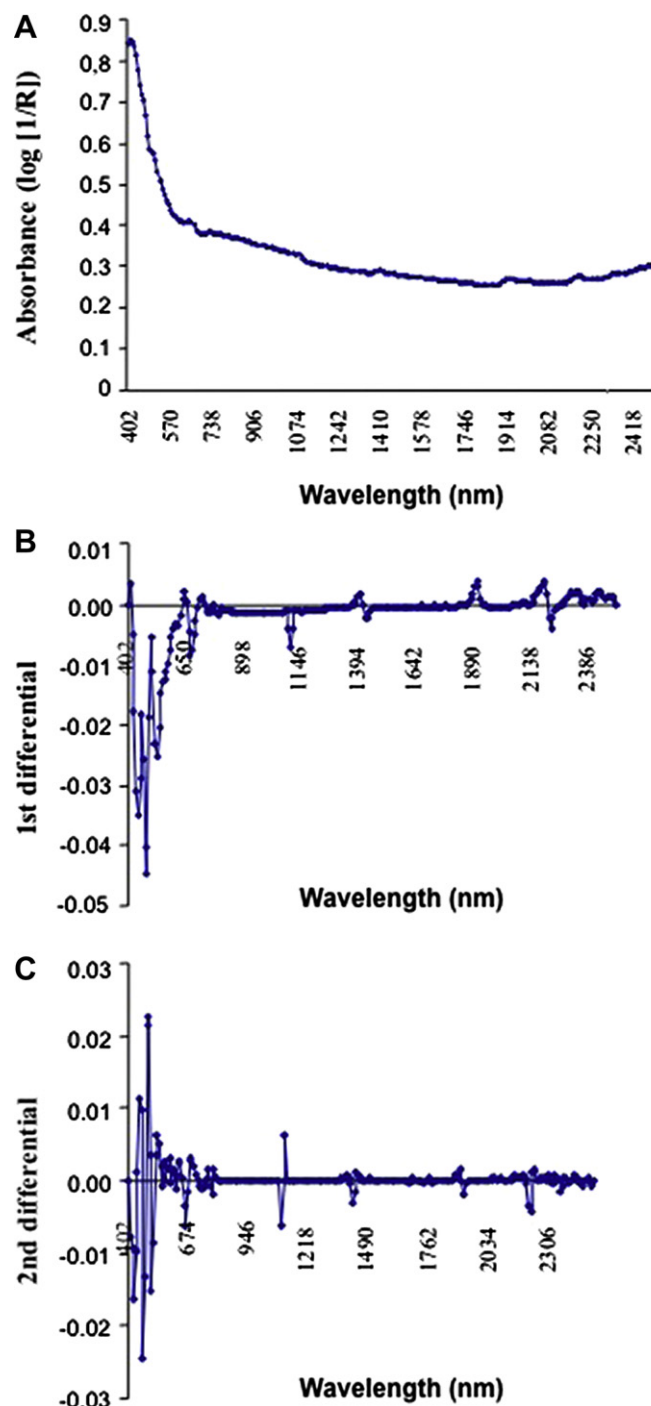 A
Absorbance (log [1/R])
0.9
0.8
0.7
0.6
0.5
0.4
0.3
0.2
0.1
0
402 570 738 906 1074 1242 1410 1578 1746 1914 2082 2250 2418
Wavelength (nm)
B
1st differential
0.01
0.00
-0.01
-0.02
-0.03
-0.04
-0.05
402 650 898 1146 1394 1642 1890 2138 2386
Wavelength (nm)
C
2nd differential
0.03
0.02
0.01
0.00
-0.01
-0.02
-0.03
402 674 946 1218 1490 1762 2034 2306
Wavelength (nm)